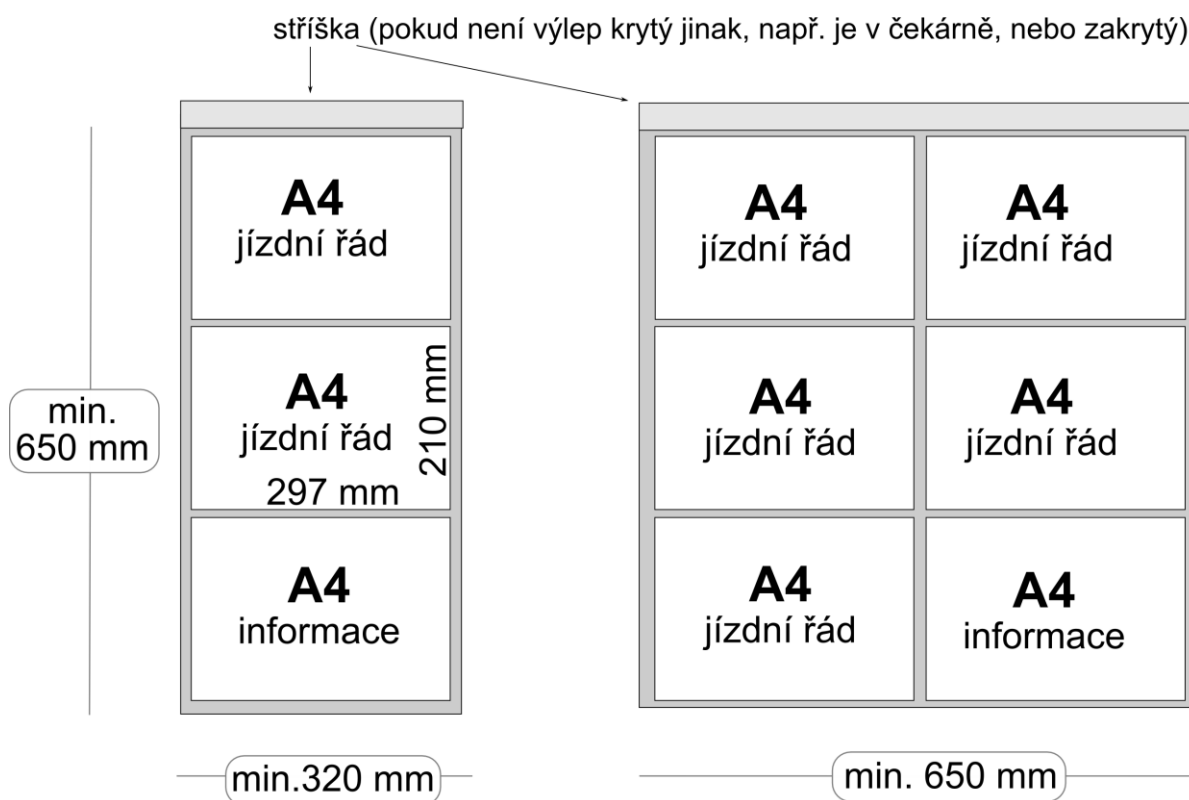 stříška (pokud není výlep krytý jinak, např. je v čekárně, nebo zakrytý)
A4
jízdní řád
A4
jízdní řád
297 mm
210 mm
A4
informace
min.
650 mm
min.320 mm
A4
jízdní řád
A4
jízdní řád
A4
jízdní řád
A4
jízdní řád
A4
jízdní řád
A4
informace
min. 650 mm